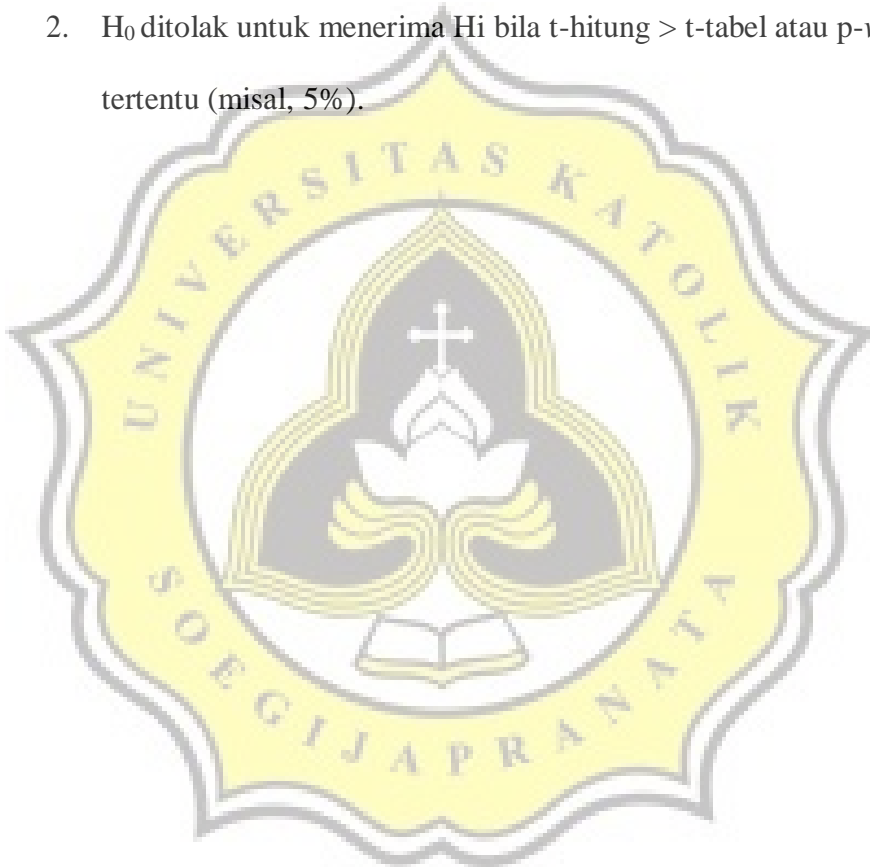 2. H₀ ditolak untuk menerima Hi bila t-hitung > t-tabel atau p-
tertentu (misal, 5%).
UNIVERSITAS KATOLIK
SOEGIJAPRANATA